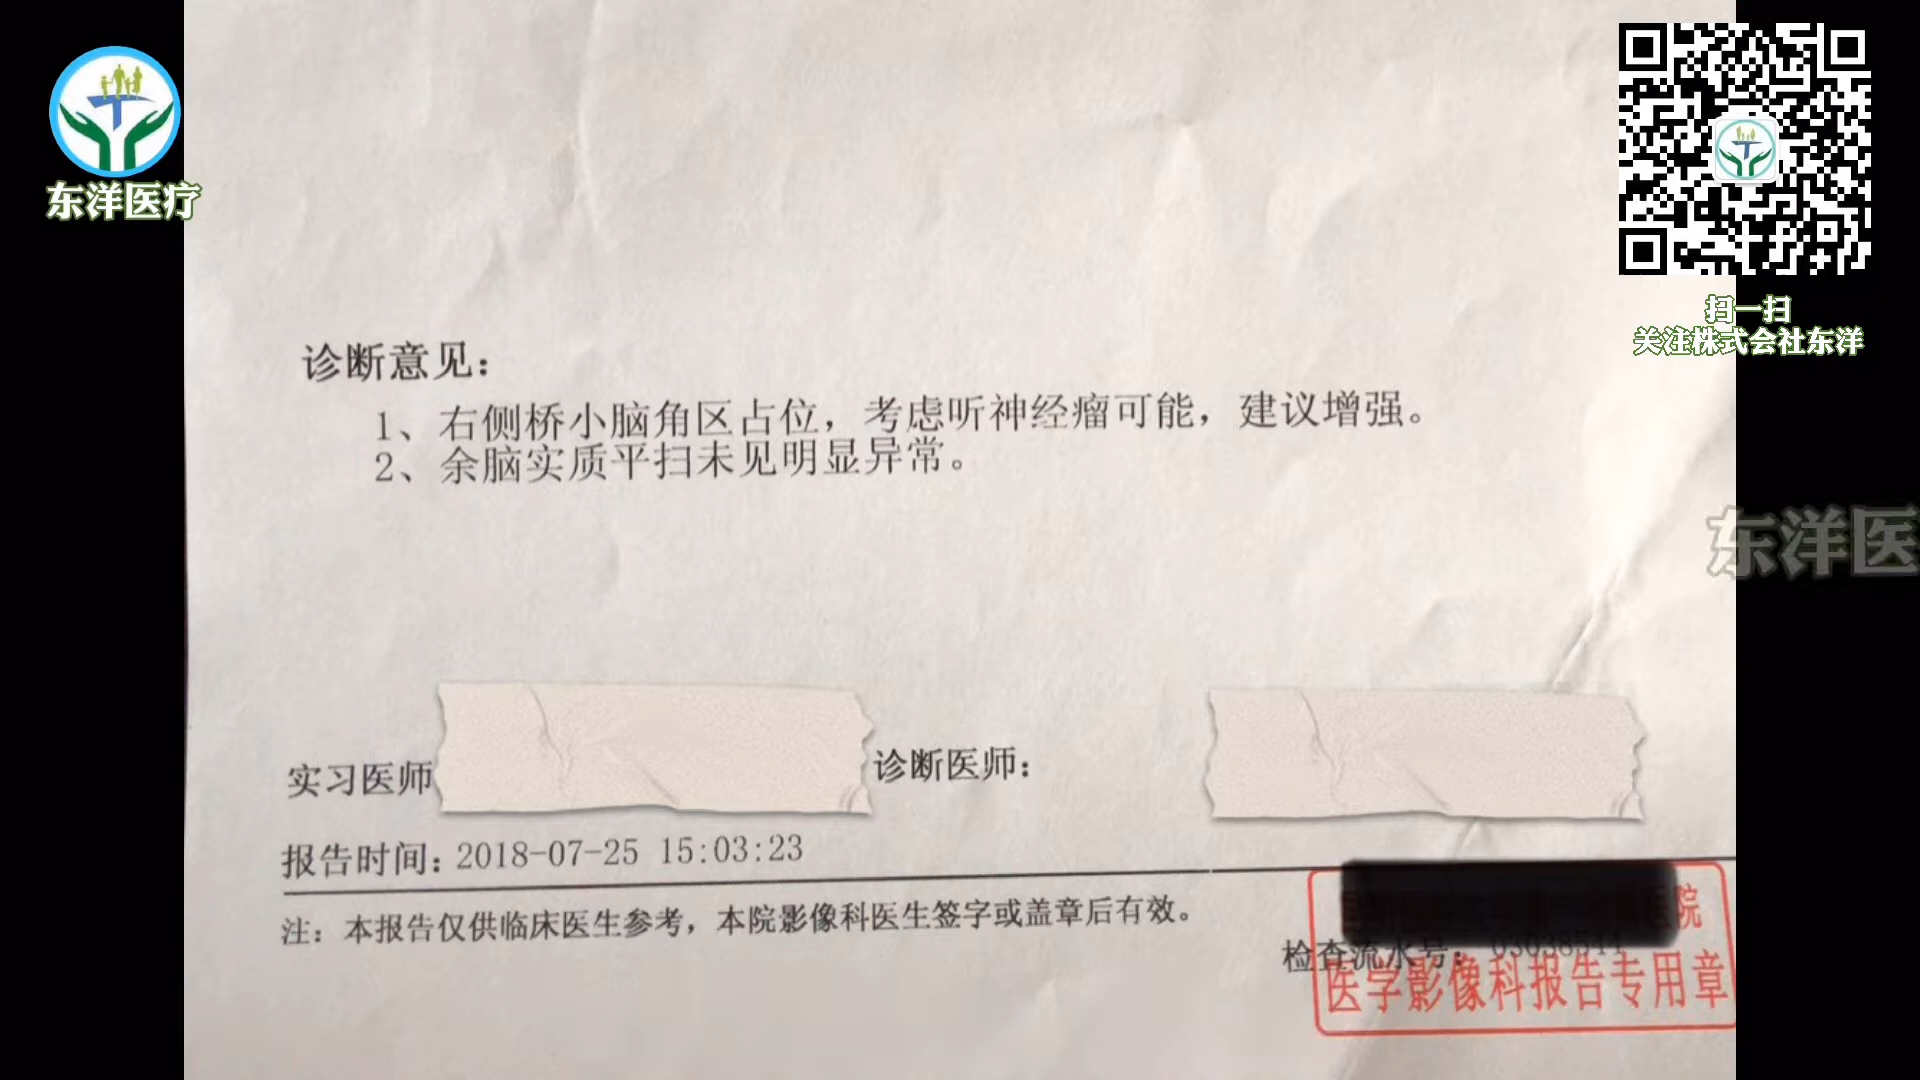 东洋医疗
扫一扫
关注株式会社东洋
诊断意见：
1、右侧桥小脑角区占位，考虑听神经瘤可能，建议增强。
2、余脑实质平扫未见明显异常。
东洋医
实习医师
诊断医师：
报告时间：2018-07-25 15:03:23
注：本报告仅供临床医生参考，本院影像科医生签字或盖章后有效。
医院
检查流水号：
医学影像科报告专用章